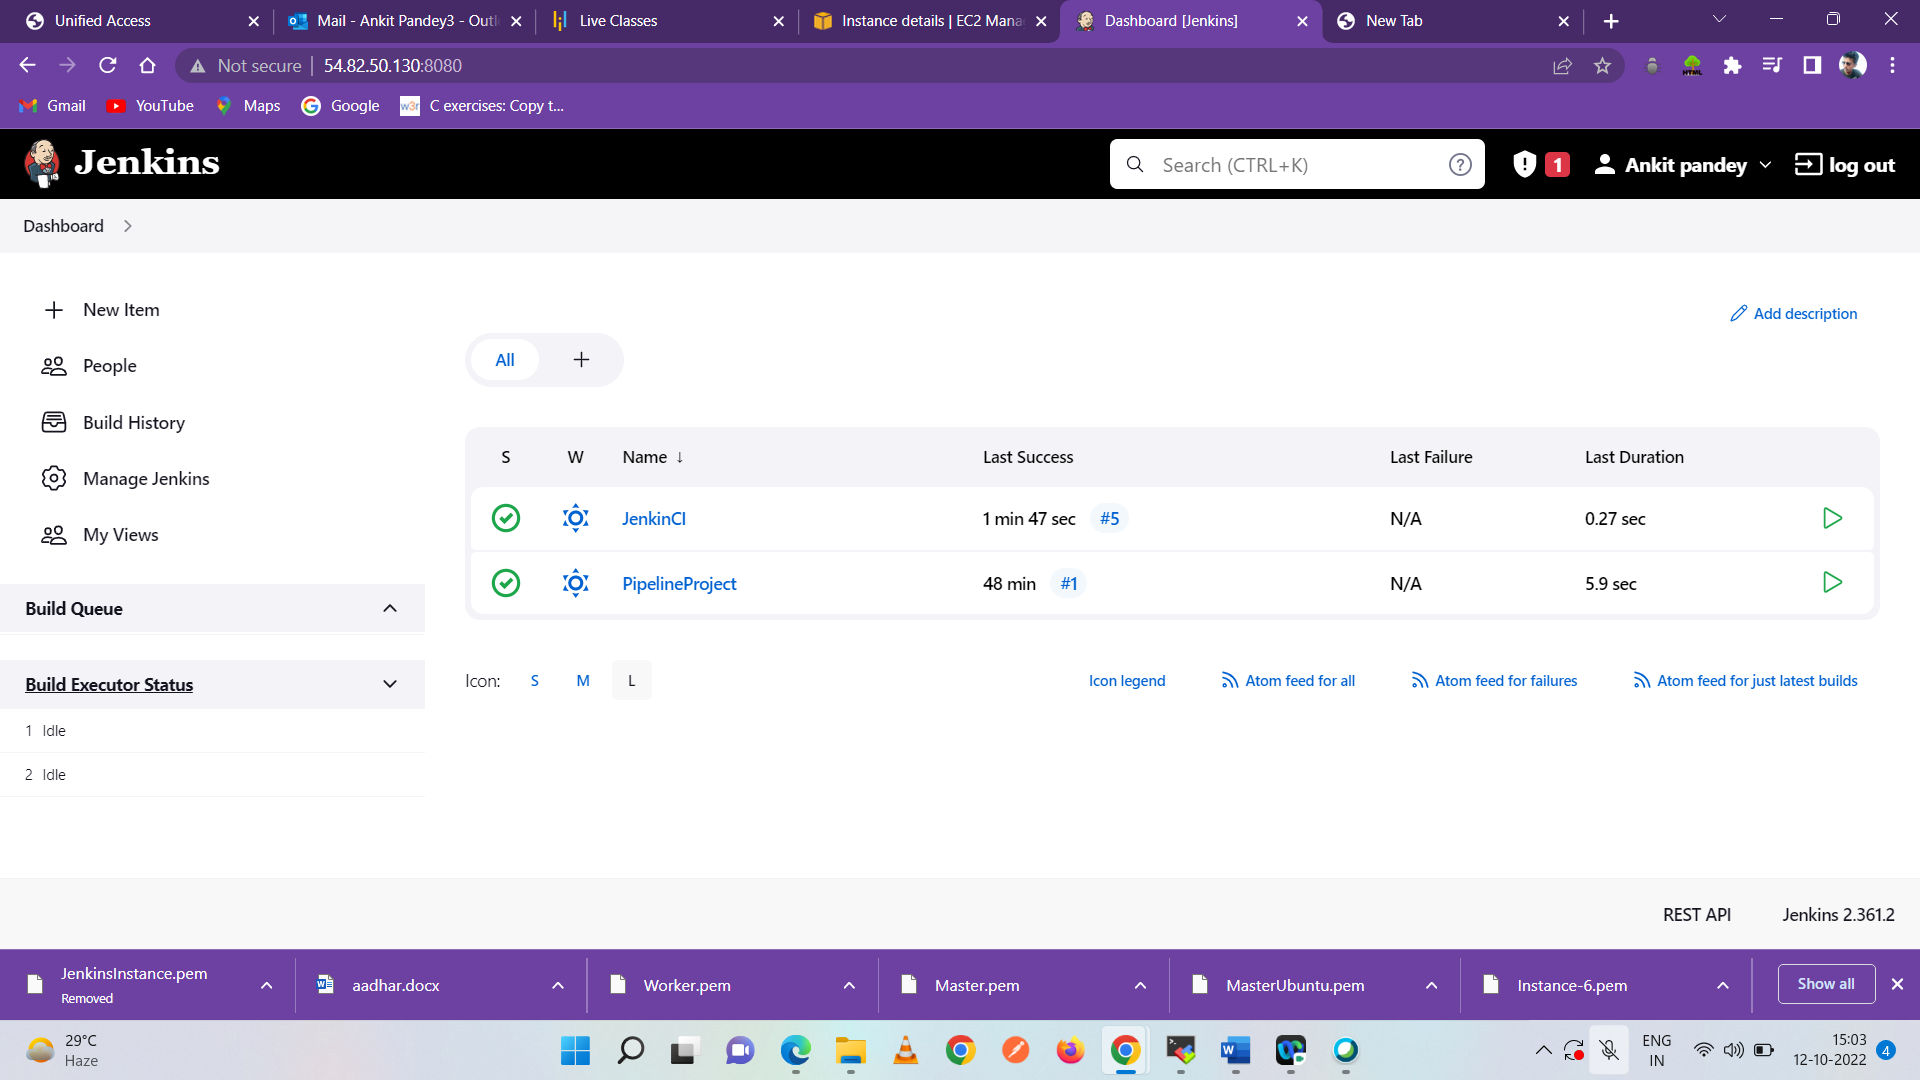 Unified Access
Mail - Ankit Pandey3 - Outl
Live Classes
Instance details | EC2 Mana
Dashboard [Jenkins]
New Tab
Not secure
54.82.50.130:8080
Gmail
YouTube
Maps
Google
w3r
C exercises: Copy t...
HTML
Jenkins
Search (CTRL+K)
1
Ankit pandey
log out
Dashboard
New Item
People
Build History
Manage Jenkins
My Views
Add description
All
S W Name ↓ Last Success Last Failure Last Duration
JenkinCI 1 min 47 sec #5 N/A 0.27 sec
PipelineProject 48 min #1 N/A 5.9 sec
Build Queue
Build Executor Status
1 Idle
2 Idle
Icon: S M L
Icon legend
Atom feed for all
Atom feed for failures
Atom feed for just latest builds
REST API
Jenkins 2.361.2
JenkinsInstance.pem
Removed
aadhar.docx
Worker.pem
Master.pem
MasterUbuntu.pem
Instance-6.pem
Show all
29°C
Haze
ENG
IN
15:03
12-10-2022
4